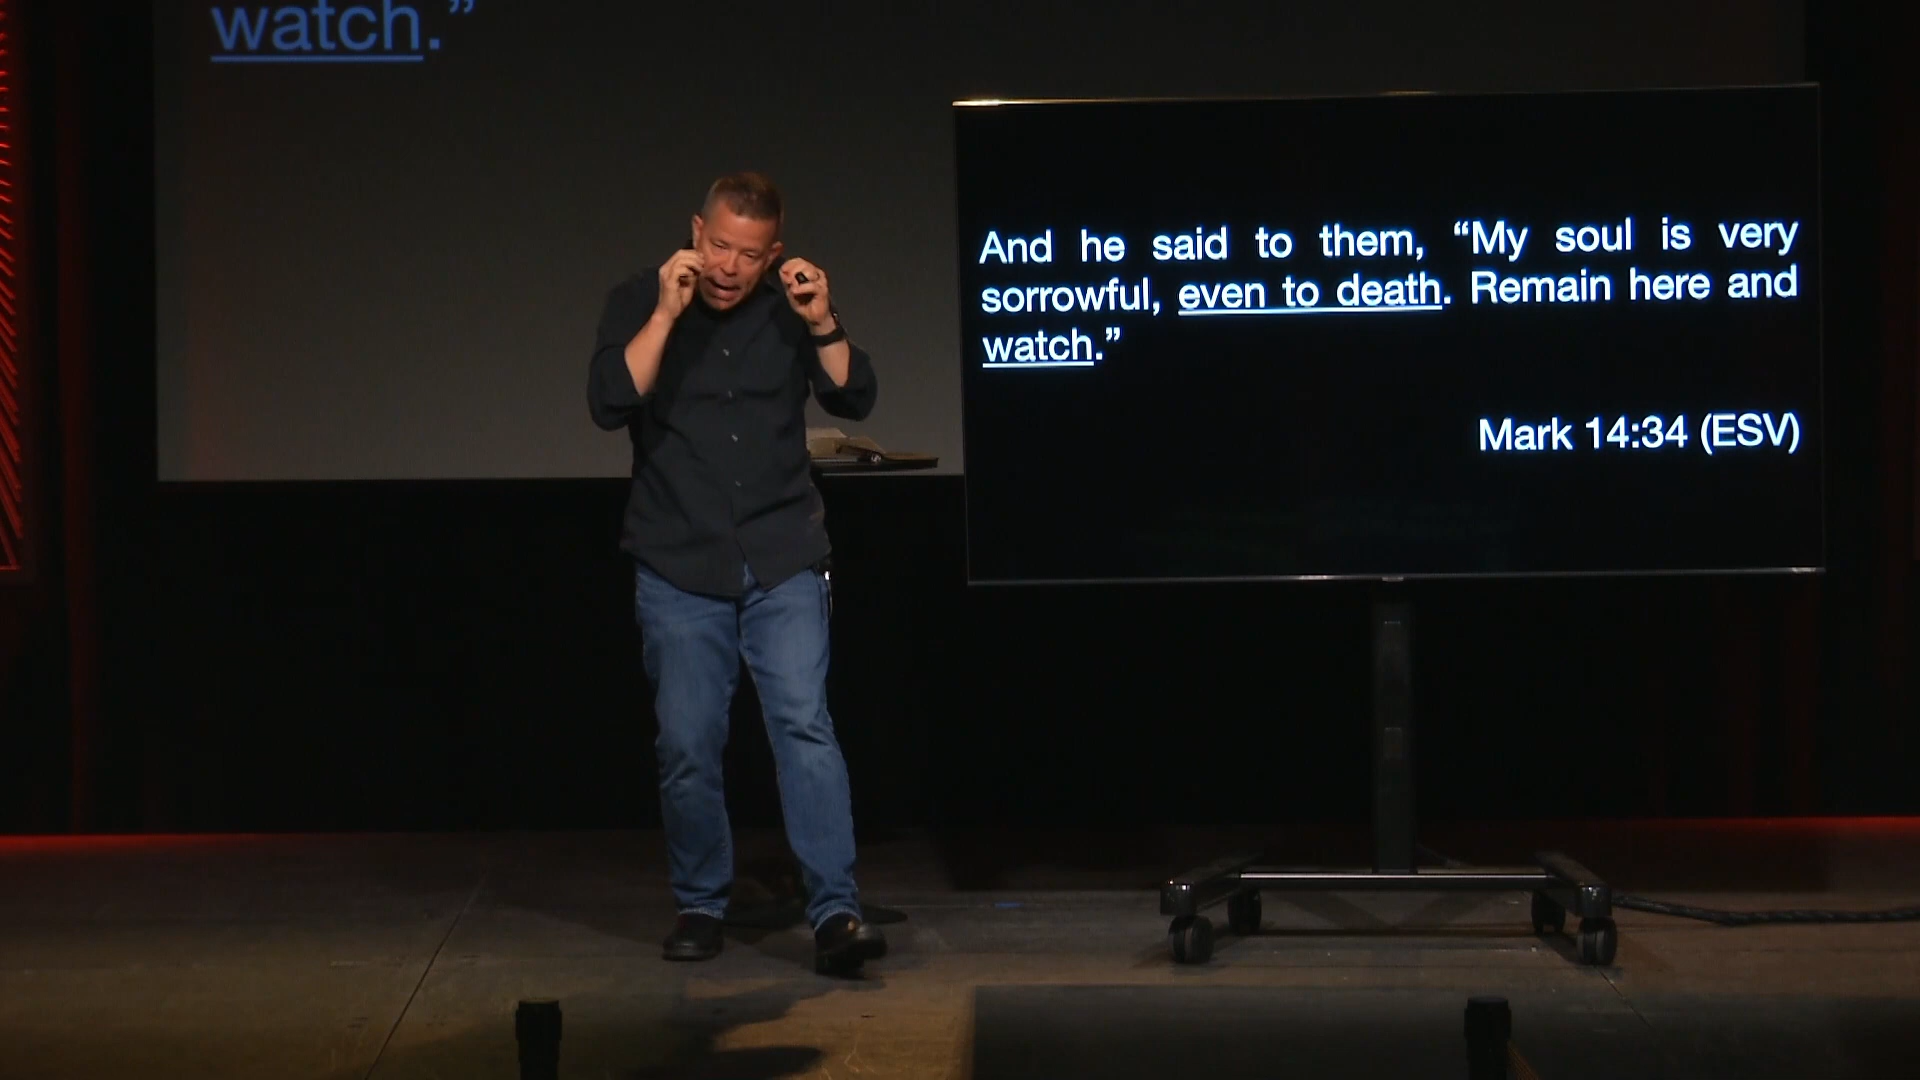 watch.”
And he said to them, “My soul is very
sorrowful, even to death. Remain here and
watch.”
Mark 14:34 (ESV)